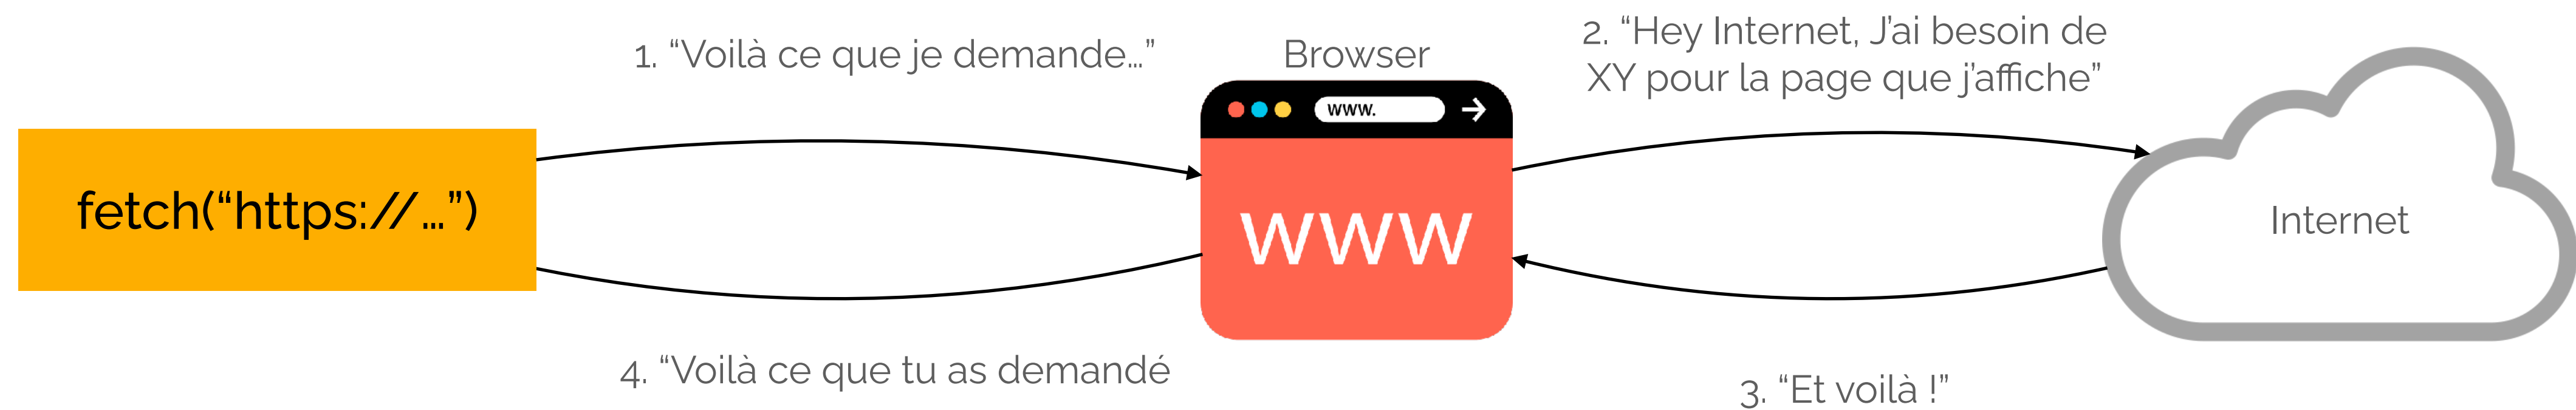 1. “Voilà ce que je demande…”
Browser
2. “Hey Internet, J’ai besoin de
XY pour la page que j’affiche”
www.
fetch(“https://…”)
www
Internet
4. “Voilà ce que tu as demandé
3. “Et voilà !”